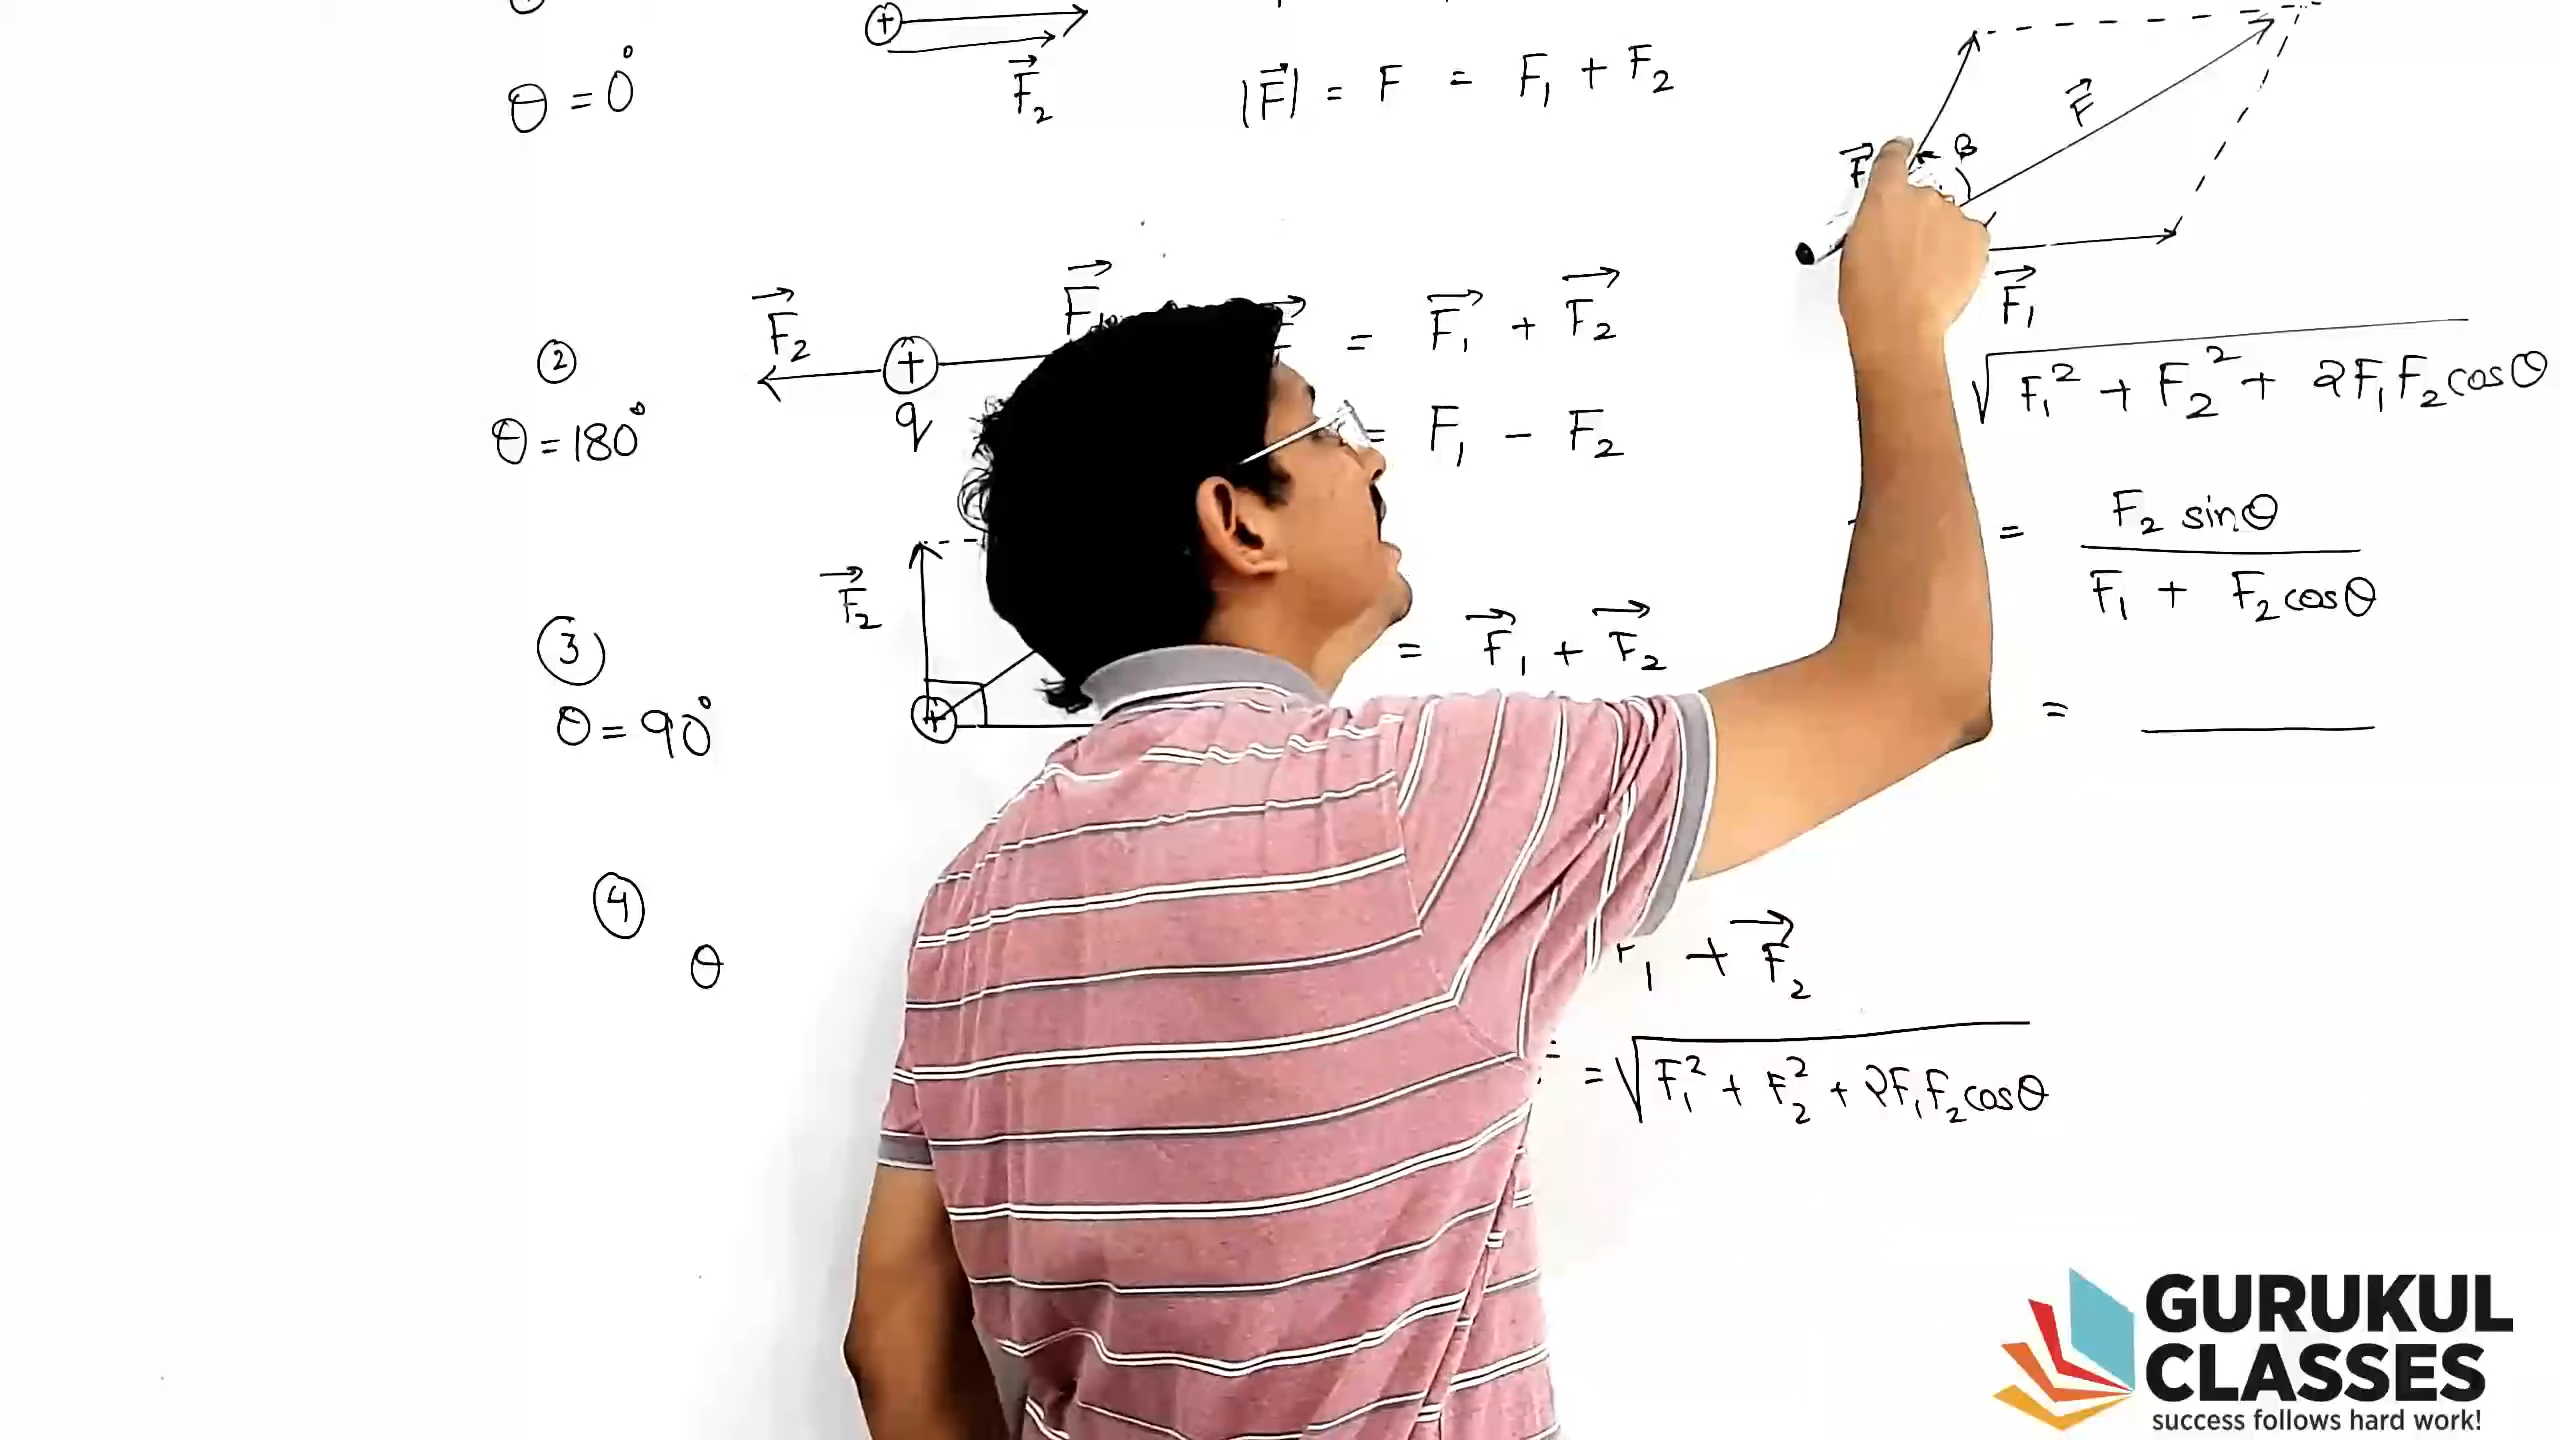 θ = 0°
F⃗₂
|F⃗| = F = F₁ + F₂
F⃗
β
F⃗
F⃗₁
②
θ = 180°
F⃗₂
+
q
= F⃗₁ + F⃗₂
= F₁ - F₂
√F₁² + F₂² + 2F₁F₂cosθ
= F₂ sinθ
F₁ + F₂cosθ
③
θ = 90°
F⃗₂
+
= F⃗₁ + F⃗₂
=
④
θ
+ F⃗₂
= √F₁² + F₂² + 2F₁F₂cosθ
GURUKUL
CLASSES
success follows hard work!